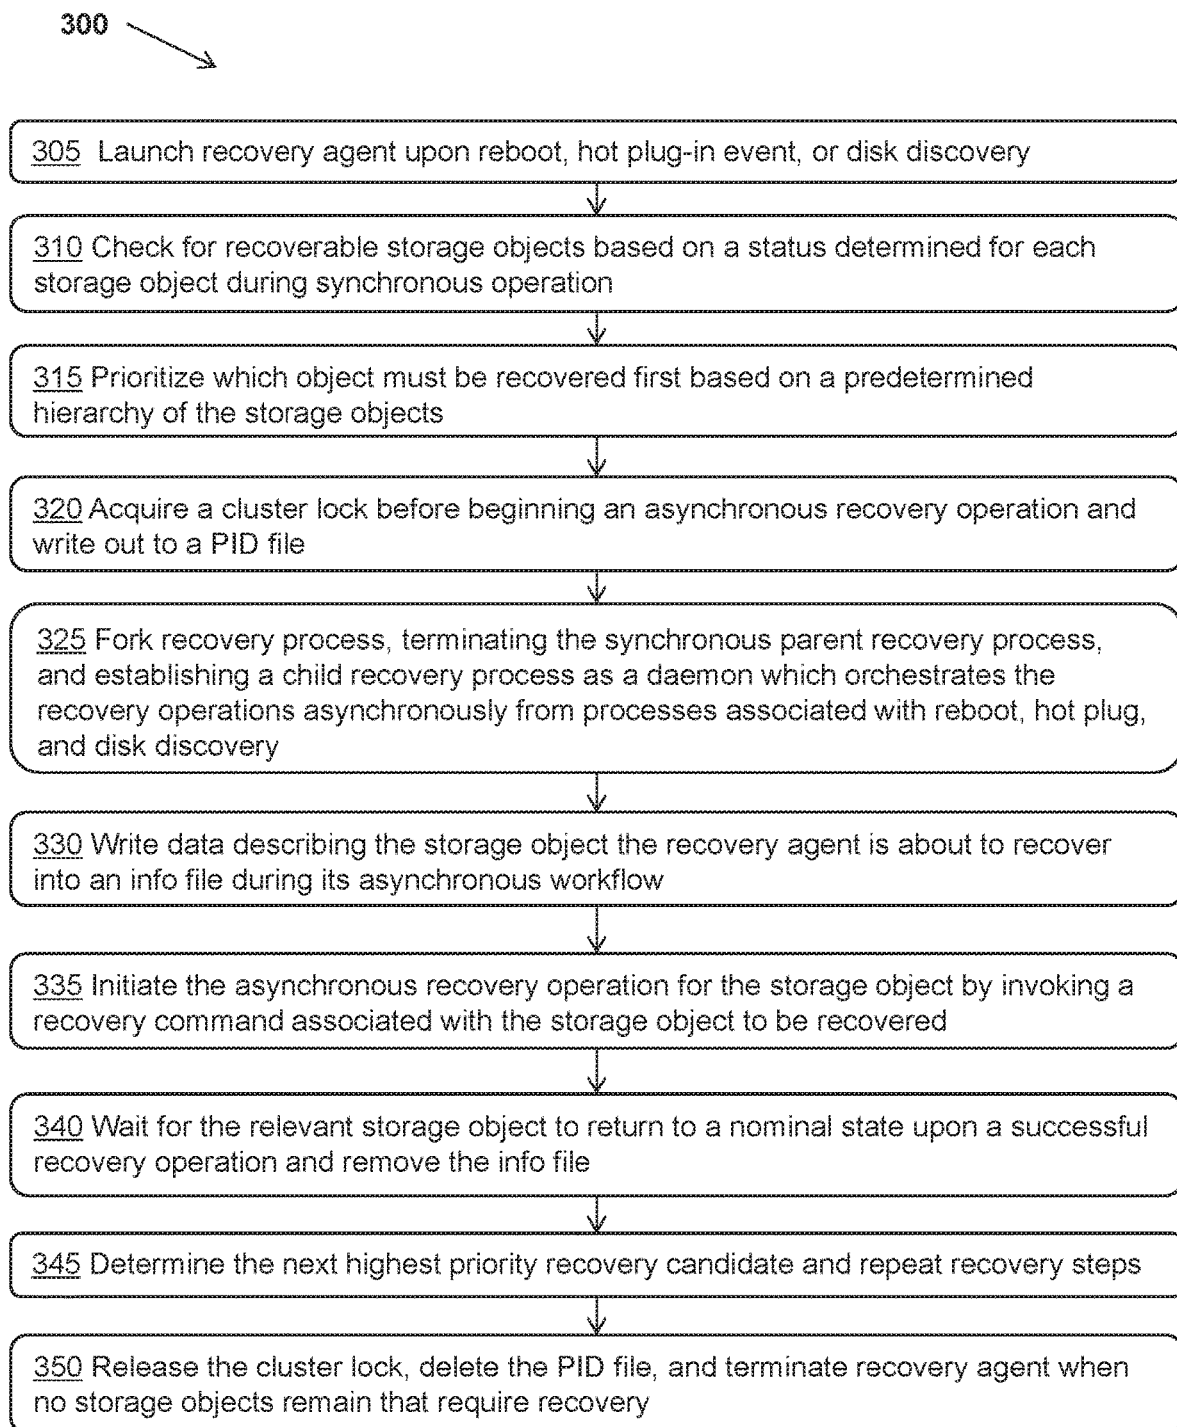 300
305 Launch recovery agent upon reboot, hot plug-in event, or disk discovery
310 Check for recoverable storage objects based on a status determined for each
storage object during synchronous operation
315 Prioritize which object must be recovered first based on a predetermined
hierarchy of the storage objects
320 Acquire a cluster lock before beginning an asynchronous recovery operation and
write out to a PID file
325 Fork recovery process, terminating the synchronous parent recovery process,
and establishing a child recovery process as a daemon which orchestrates the
recovery operations asynchronously from processes associated with reboot, hot plug,
and disk discovery
330 Write data describing the storage object the recovery agent is about to recover
into an info file during its asynchronous workflow
335 Initiate the asynchronous recovery operation for the storage object by invoking a
recovery command associated with the storage object to be recovered
340 Wait for the relevant storage object to return to a nominal state upon a successful
recovery operation and remove the info file
345 Determine the next highest priority recovery candidate and repeat recovery steps
350 Release the cluster lock, delete the PID file, and terminate recovery agent when
no storage objects remain that require recovery